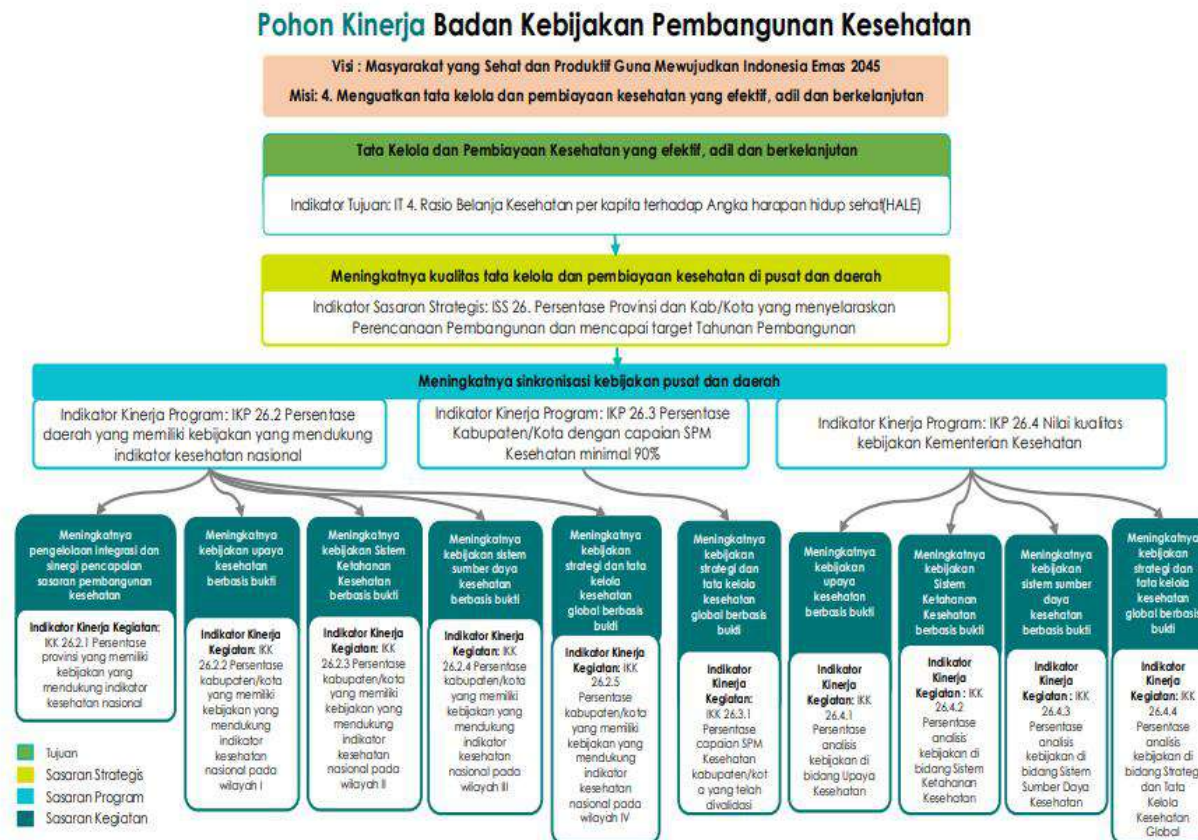 Pohon Kinerja Badan Kebijakan Pembangunan Kesehatan
Visi : Masyarakat yang Sehat dan Produktif Guna Mewujudkan Indonesia Emas 2045
Misi: 4. Menguatkan tata kelola dan pembiayaan kesehatan yang efektif, adil dan berkelanjutan
Tata Kelola dan Pembiayaan Kesehatan yang efektif, adil dan berkelanjutan
Indikator Tujuan: IT 4. Rasio Belanja Kesehatan per kapita terhadap Angka harapan hidup sehat(HALE)
Meningkatnya kualitas tata kelola dan pembiayaan kesehatan di pusat dan daerah
Indikator Sasaran Strategis: ISS 26. Persentase Provinsi dan Kab/Kota yang menyelaraskan
Perencanaan Pembangunan dan mencapai target Tahunan Pembangunan
Meningkatnya sinkronisasi kebijakan pusat dan daerah
Indikator Kinerja Program: IKP 26.2 Persentase
daerah yang memiliki kebijakan yang mendukung
indikator kesehatan nasional
Indikator Kinerja Program: IKP 26.3 Persentase
Kabupaten/Kota dengan capaian SPM
Kesehatan minimal 90%
Indikator Kinerja Program: IKP 26.4 Nilai kualitas
kebijakan Kementerian Kesehatan
Meningkatnya
pengelolaan integrasi dan
sinergi pencapaian
sasaran pembangunan
kesehatan
Indikator Kinerja Kegiatan:
IKK 26.2.1 Persentase
provinsi yang memiliki
kebijakan yang
mendukung indikator
kesehatan nasional
Meningkatnya
kebijakan upaya
kesehatan
berbasis bukti
Indikator Kinerja
Kegiatan: IKK
26.2.2 Persentase
kabupaten/kota
yang memiliki
kebijakan yang
mendukung
indikator
kesehatan
nasional pada
wilayah I
Meningkatnya
kebijakan Sistem
Ketahanan
Kesehatan
berbasis bukti
Indikator Kinerja
Kegiatan: IKK
26.2.3 Persentase
kabupaten/kota
yang memiliki
kebijakan yang
mendukung
indikator
kesehatan
nasional pada
wilayah II
Meningkatnya
kebijakan sistem
sumber daya
kesehatan
berbasis bukti
Indikator Kinerja
Kegiatan: IKK
26.2.4 Persentase
kabupaten/kota
yang memiliki
kebijakan yang
mendukung
indikator
kesehatan
nasional pada
wilayah III
Meningkatnya
kebijakan
strategi dan tata
kelola
kesehatan
global berbasis
bukti
Indikator Kinerja
Kegiatan: IKK
26.2.5
Persentase
kabupaten/kota
yang memiliki
kebijakan yang
mendukung
indikator
kesehatan
nasional pada
wilayah IV
Meningkatnya
kebijakan
strategi dan
tata kelola
kesehatan
global berbasis
bukti
Indikator
Kinerja
Kegiatan:
IKK 26.3.1
Persentase
capaian SPM
Kesehatan
kabupaten/kot
a yang telah
divalidasi
Meningkatnya
kebijakan
upaya
kesehatan
berbasis bukti
Indikator
Kinerja
Kegiatan: IKK
26.4.1
Persentase
analisis
kebijakan di
bidang Upaya
Kesehatan
Meningkatnya
kebijakan
Sistem
Ketahanan
Kesehatan
berbasis bukti
Indikator
Kinerja
Kegiatan : IKK
26.4.2
Persentase
analisis
kebijakan di
bidang Sistem
Ketahanan
Kesehatan
Meningkatnya
kebijakan
sistem sumber
daya
kesehatan
berbasis bukti
Indikator
Kinerja
Kegiatan : IKK
26.4.3
Persentase
analisis
kebijakan di
bidang Sistem
Sumber Daya
Kesehatan
Meningkatnya
kebijakan
strategi dan
tata kelola
kesehatan
global berbasis
bukti
Indikator
Kinerja
Kegiatan: IKK
26.4.4
Persentase
analisis
kebijakan di
bidang Strateg
dan Tata
Kelola
Kesehatan
Global
Tujuan
Sasaran Strategis
Sasaran Program
Sasaran Kegiatan